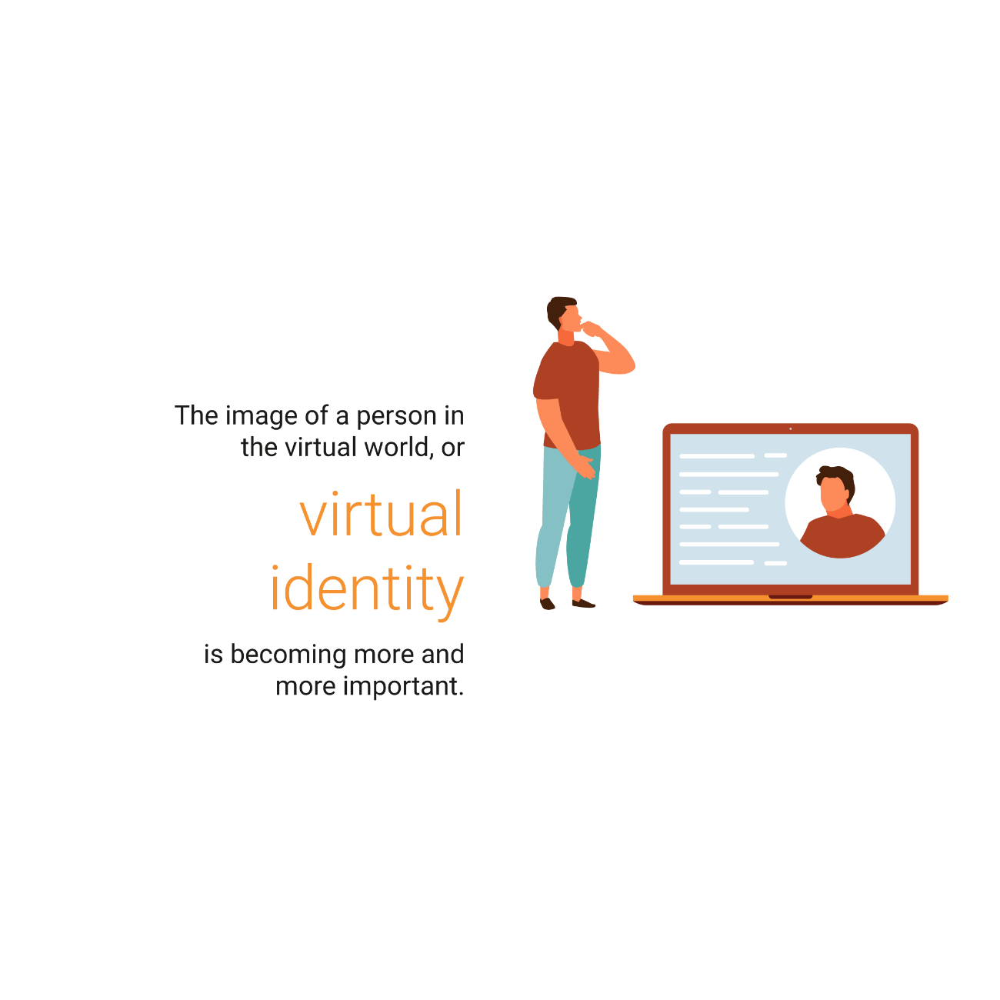 The image of a person in
the virtual world, or
virtual
identity
is becoming more and
more important.